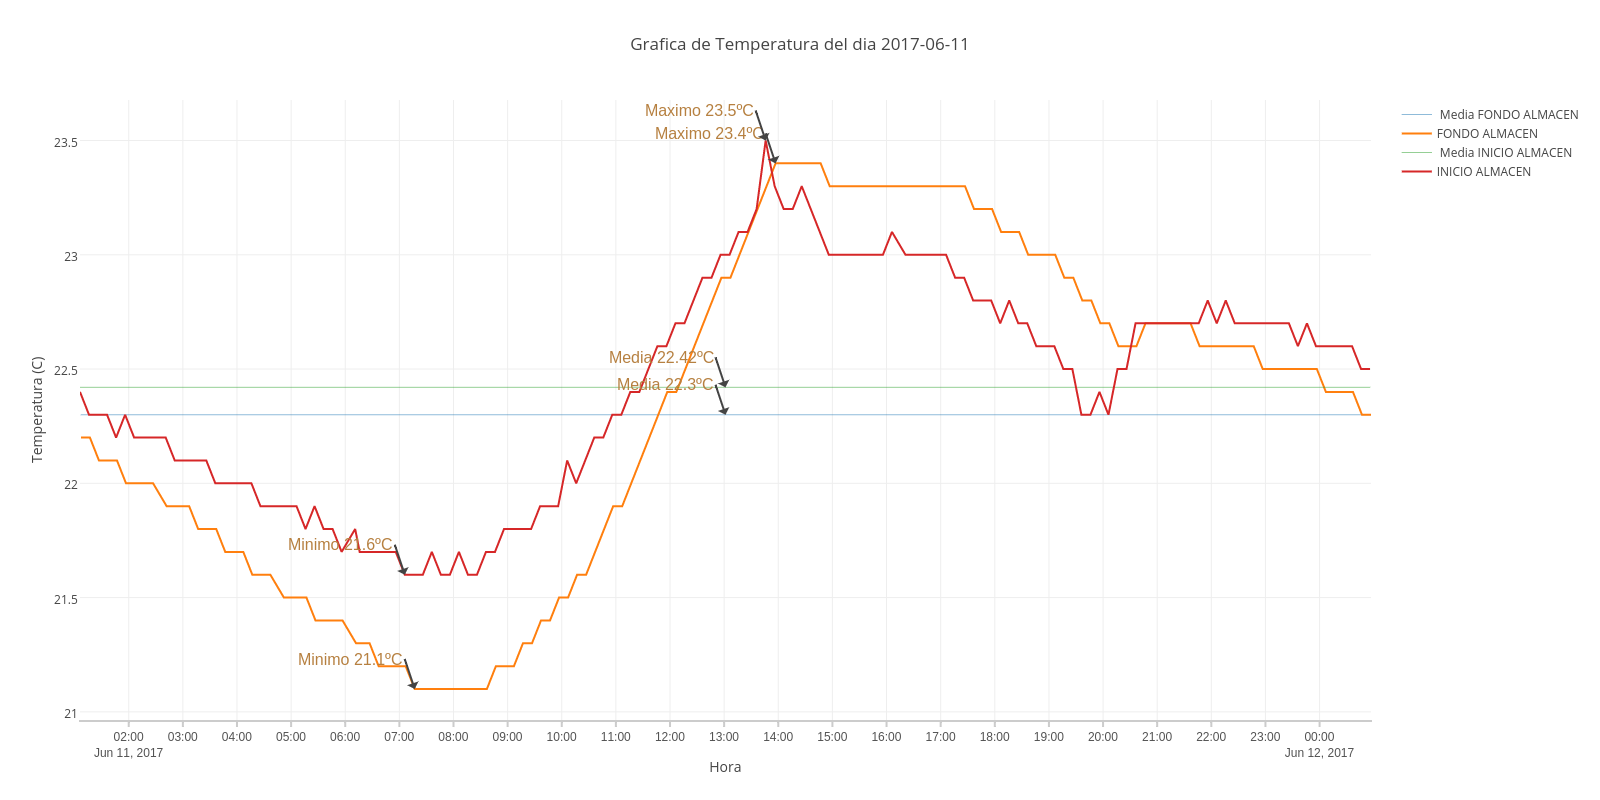 Grafica de Temperatura del dia 2017-06-11
Maximo 23.5ºC
Maximo 23.4ºC
Media 22.42ºC
Media 22.3ºC
Minimo 21.6ºC
Minimo 21.1ºC
Media FONDO ALMACEN
FONDO ALMACEN
Media INICIO ALMACEN
INICIO ALMACEN
Temperatura (C)
23.5
23
22.5
22
21.5
21
02:00 03:00 04:00 05:00 06:00 07:00 08:00 09:00 10:00 11:00 12:00 13:00 14:00 15:00 16:00 17:00 18:00 19:00 20:00 21:00 22:00 23:00 00:00
Jun 11, 2017 Jun 12, 2017
Hora